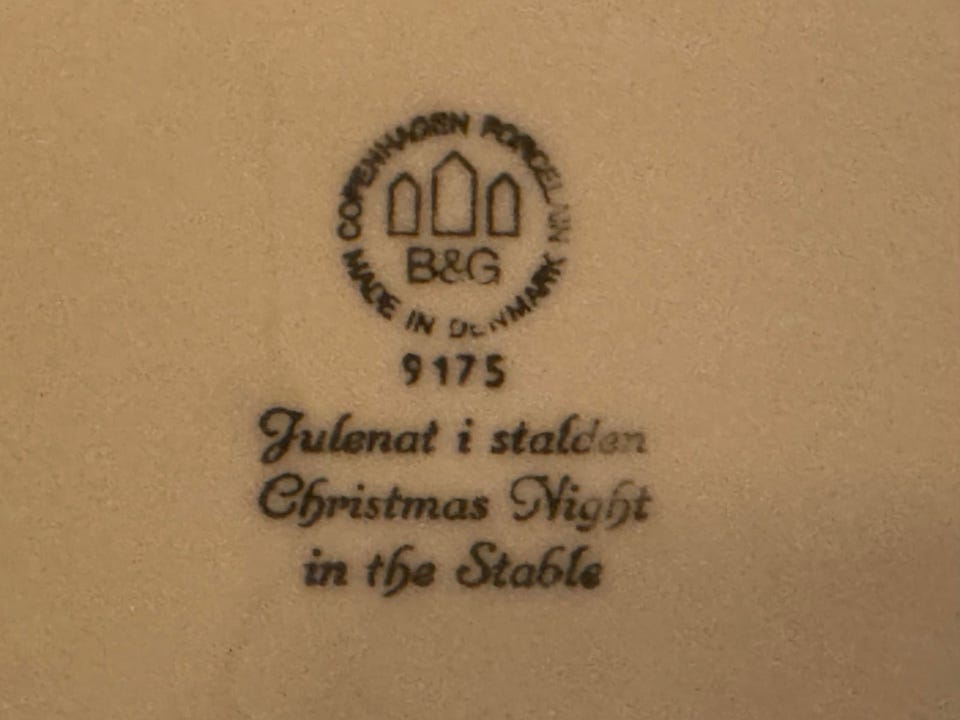 COPENHAGEN PORCELAIN
B&G
MADE IN DENMARK
9175
Julenat i stalden
Christmas Night
in the Stable